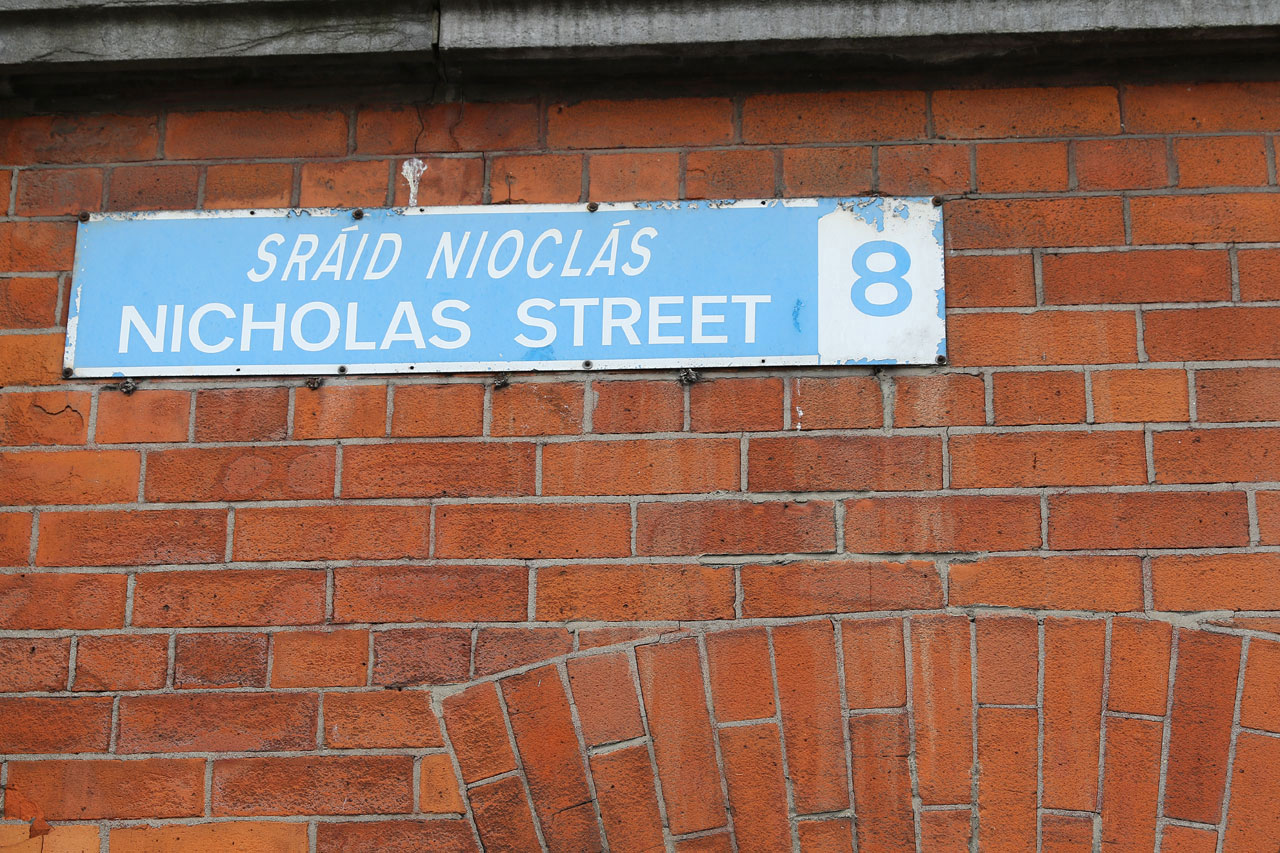 SRÁID NIOCLÁS
NICHOLAS STREET
8